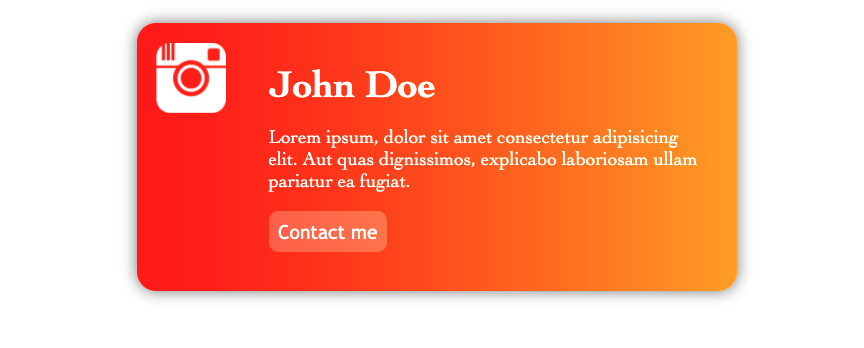 John Doe
Lorem ipsum, dolor sit amet consectetur adipisicing
elit. Aut quas dignissimos, explicabo laboriosam ullam
pariatur ea fugiat.
Contact me